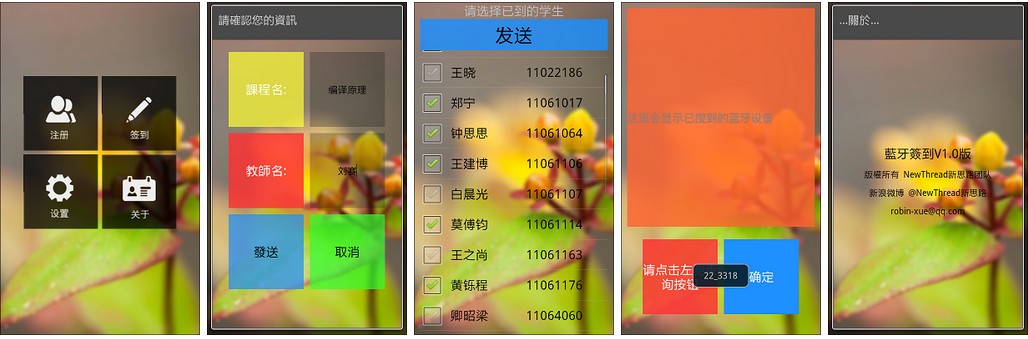 注册
签到
设置
关于
請確認您的資訊
課程名:
编译原理
教師名:
發送
取消
请选择已到的学生
发送
王晓 11022186
郑宁 11061017
钟思思 11061064
王建博 11061106
白晨光 11061107
莫傅钧 11061114
王之尚 11061163
黄铄程 11061176
卿昭梁 11064060
会显示已搜到的蓝牙设备
请点击左
询按钮
22_3318
确定
...關於...
藍牙簽到V1.0版
版權所有 NewThread新思路团队
新浪微博 @NewThread新思路
robin-xue@qq.com